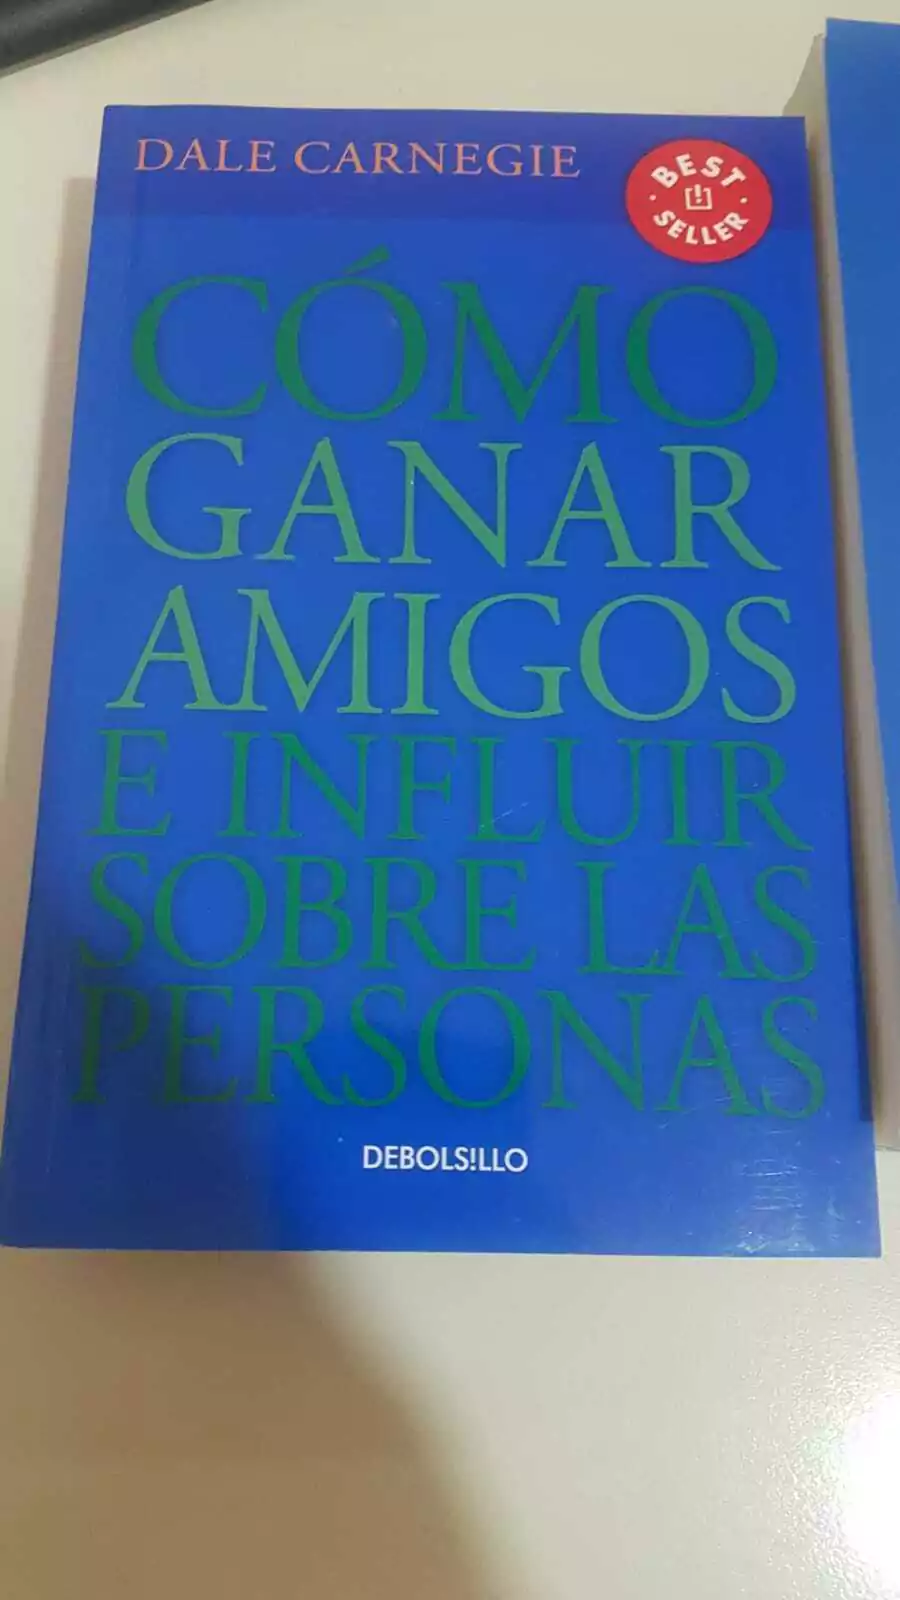 DALE CARNEGIE
BEST
SELLER
CÓMO
GANAR
AMIGOS
E INFLUIR
SOBRE LAS
PERSONAS
DEBOLS!LLO